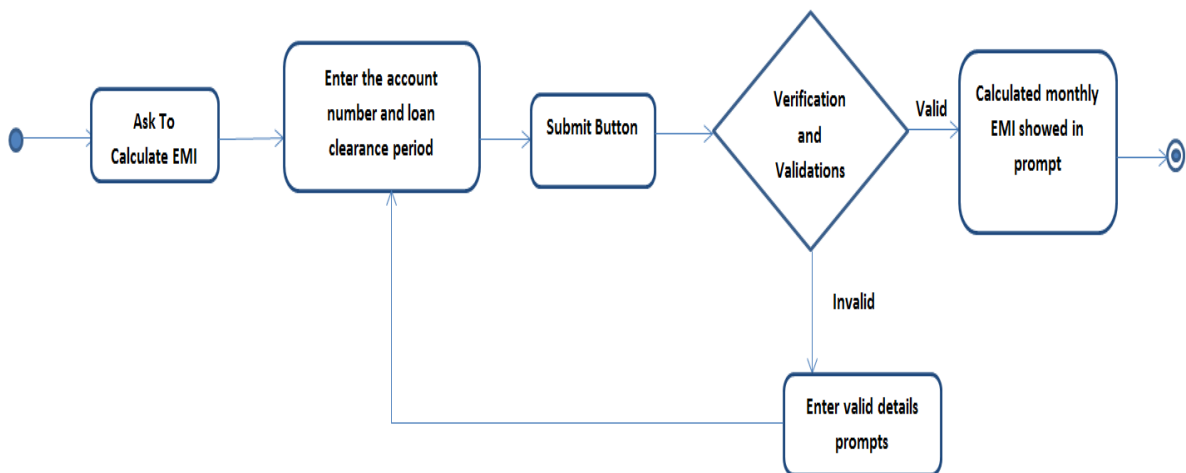 Ask To
Calculate EMI
Enter the account
number and loan
clearance period
Submit Button
Verification
and
Validations
Valid
Calculated monthly
EMI showed in
prompt
Invalid
Enter valid details
prompts